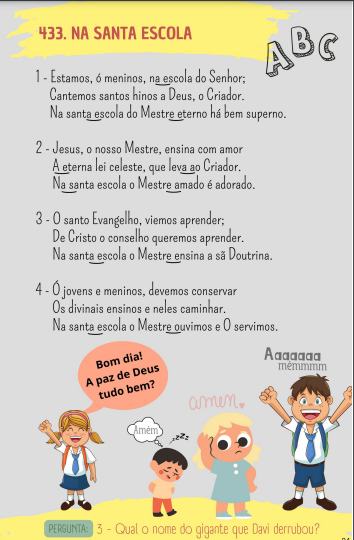 433. NA SANTA ESCOLA
ABC
1 - Estamos, ó meninos, na escola do Senhor;
Cantemos santos hinos a Deus, o Criador.
Na santa escola do Mestre eterno há bem superno.
2 - Jesus, o nosso Mestre, ensina com amor
A eterna lei celeste, que leva ao Criador.
Na santa escola o Mestre amado é adorado.
3 - O santo Evangelho, viemos aprender;
De Cristo o conselho queremos aprender.
Na santa escola o Mestre ensina a sã Doutrina.
4 - Ó jovens e meninos, devemos conservar
Os divinais ensinos e neles caminhar.
Na santa escola o Mestre ouvimos e O servimos.
Bom dia!
A paz de Deus
tudo bem?
Amém
zzz
amen.
Aaaaaaa
mémmmm
PERGUNTA: 3 - Qual o nome do gigante que Davi derrubou?